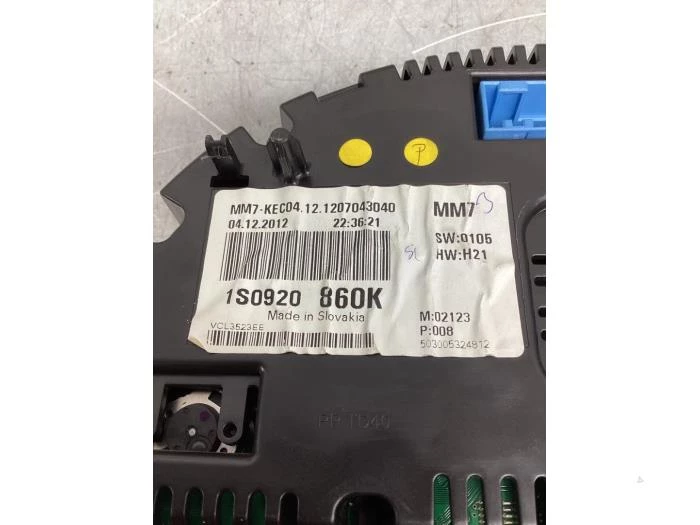 P
MM7-KEC04.12.1207043040
04.12.2012 22:36:21
MM7
SW:0105
HW:H21
1S0920 860K
Made in Slovakia
VCL3523EE
M:02123
P:008
503005324812
PP TD40